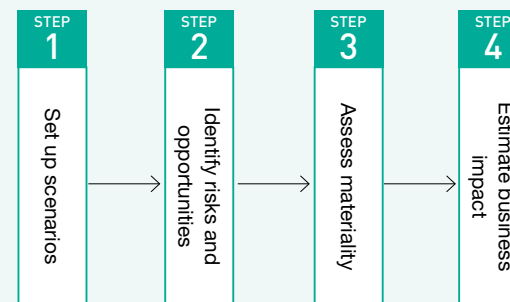 STEP
1
Set up scenarios
STEP
2
Identify risks and
opportunities
STEP
3
Assess materiality
STEP
4
Estimate business
impact